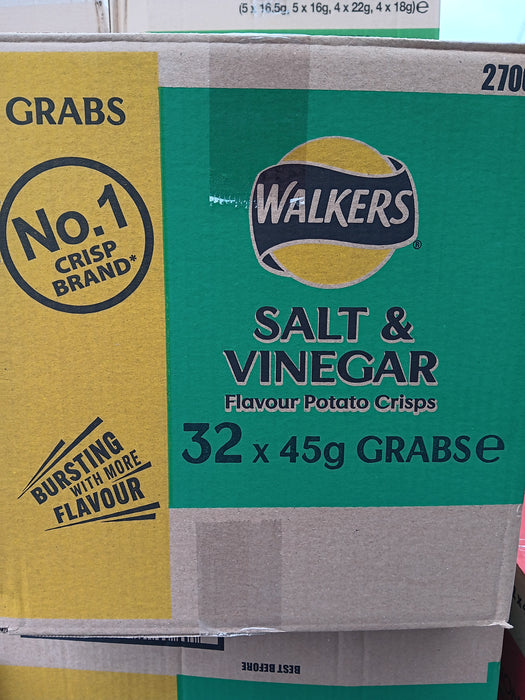 (5 x 16.5g, 5 x 16g, 4 x 22g, 4 x 18g)e
GRABS
No.1
CRISP
BRAND*
WALKERS
®
SALT &
VINEGAR
Flavour Potato Crisps
32 x 45g GRABS e
BURSTING
WITH MORE
FLAVOUR
BEST BEFORE